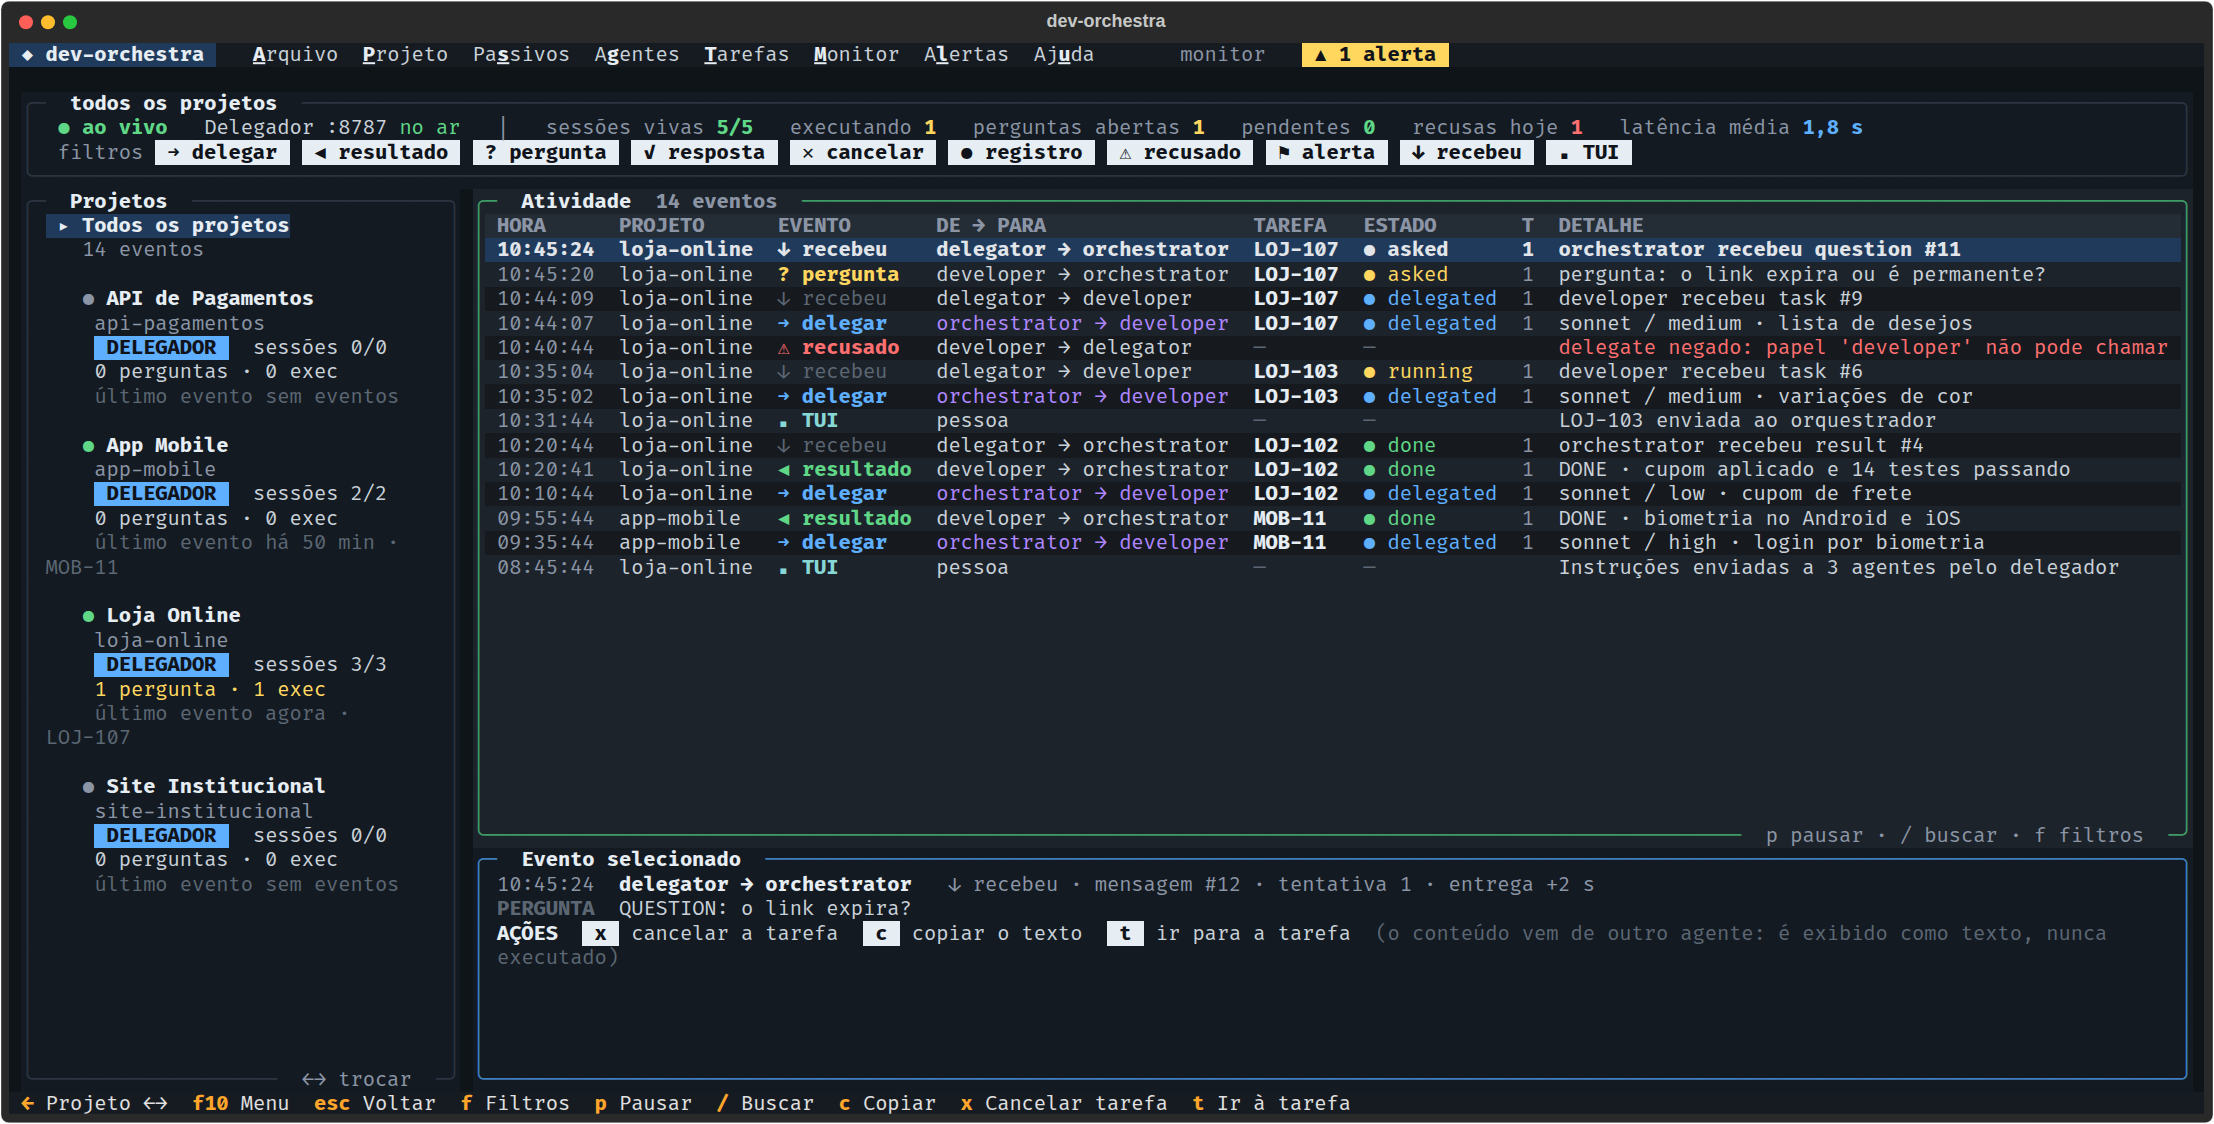 dev-orchestra
◆ dev-orchestra Arquivo Projeto Passivos Agentes Tarefas Monitor Alertas Ajuda monitor ▲ 1 alerta
todos os projetos
● ao vivo Delegador :8787 no ar │ sessões vivas 5/5 executando 1 perguntas abertas 1 pendentes 0 recusas hoje 1 latência média 1,8 s
filtros → delegar ◀ resultado ? pergunta √ resposta × cancelar ● registro ⚠ recusado ⚑ alerta ↓ recebeu ▪ TUI
Projetos
▸ Todos os projetos
14 eventos
● API de Pagamentos
api-pagamentos
DELEGADOR sessões 0/0
0 perguntas · 0 exec
último evento sem eventos
● App Mobile
app-mobile
DELEGADOR sessões 2/2
0 perguntas · 0 exec
último evento há 50 min ·
MOB-11
● Loja Online
loja-online
DELEGADOR sessões 3/3
1 pergunta · 1 exec
último evento agora ·
LOJ-107
● Site Institucional
site-institucional
DELEGADOR sessões 0/0
0 perguntas · 0 exec
último evento sem eventos
↔ trocar
Atividade 14 eventos
HORA PROJETO EVENTO DE → PARA TAREFA ESTADO T DETALHE
10:45:24 loja-online ↓ recebeu delegator → orchestrator LOJ-107 ● asked 1 orchestrator recebeu question #11
10:45:20 loja-online ? pergunta developer → orchestrator LOJ-107 ● asked 1 pergunta: o link expira ou é permanente?
10:44:09 loja-online ↓ recebeu delegator → developer LOJ-107 ● delegated 1 developer recebeu task #9
10:44:07 loja-online → delegar orchestrator → developer LOJ-107 ● delegated 1 sonnet / medium · lista de desejos
10:40:44 loja-online ⚠ recusado developer → delegator — — delegate negado: papel 'developer' não pode chamar
10:35:04 loja-online ↓ recebeu delegator → developer LOJ-103 ● running 1 developer recebeu task #6
10:35:02 loja-online → delegar orchestrator → developer LOJ-103 ● delegated 1 sonnet / medium · variações de cor
10:31:44 loja-online ▪ TUI pessoa — — LOJ-103 enviada ao orquestrador
10:20:44 loja-online ↓ recebeu delegator → orchestrator LOJ-102 ● done 1 orchestrator recebeu result #4
10:20:41 loja-online ◀ resultado developer → orchestrator LOJ-102 ● done 1 DONE · cupom aplicado e 14 testes passando
10:10:44 loja-online → delegar orchestrator → developer LOJ-102 ● delegated 1 sonnet / low · cupom de frete
09:55:44 app-mobile ◀ resultado developer → orchestrator MOB-11 ● done 1 DONE · biometria no Android e iOS
09:35:44 app-mobile → delegar orchestrator → developer MOB-11 ● delegated 1 sonnet / high · login por biometria
08:45:44 loja-online ▪ TUI pessoa — — Instruções enviadas a 3 agentes pelo delegador
p pausar · / buscar · f filtros
Evento selecionado
10:45:24 delegator → orchestrator ↓ recebeu · mensagem #12 · tentativa 1 · entrega +2 s
PERGUNTA QUESTION: o link expira?
AÇÕES x cancelar a tarefa c copiar o texto t ir para a tarefa (o conteúdo vem de outro agente: é exibido como texto, nunca
executado)
← Projeto ↔ f10 Menu esc Voltar f Filtros p Pausar / Buscar c Copiar x Cancelar tarefa t Ir à tarefa